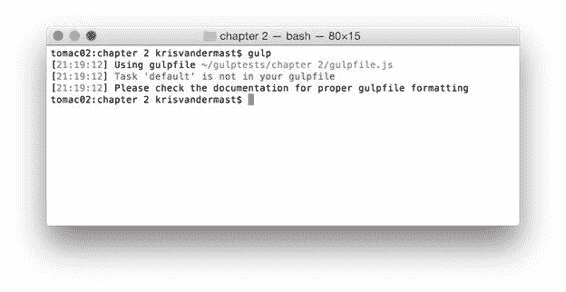 chapter 2 — bash — 80×15
tomac02:chapter 2 krisvandermast$ gulp
[21:19:12] Using gulpfile ~/gulptests/chapter 2/gulpfile.js
[21:19:12] Task 'default' is not in your gulpfile
[21:19:12] Please check the documentation for proper gulpfile formatting
tomac02:chapter 2 krisvandermast$